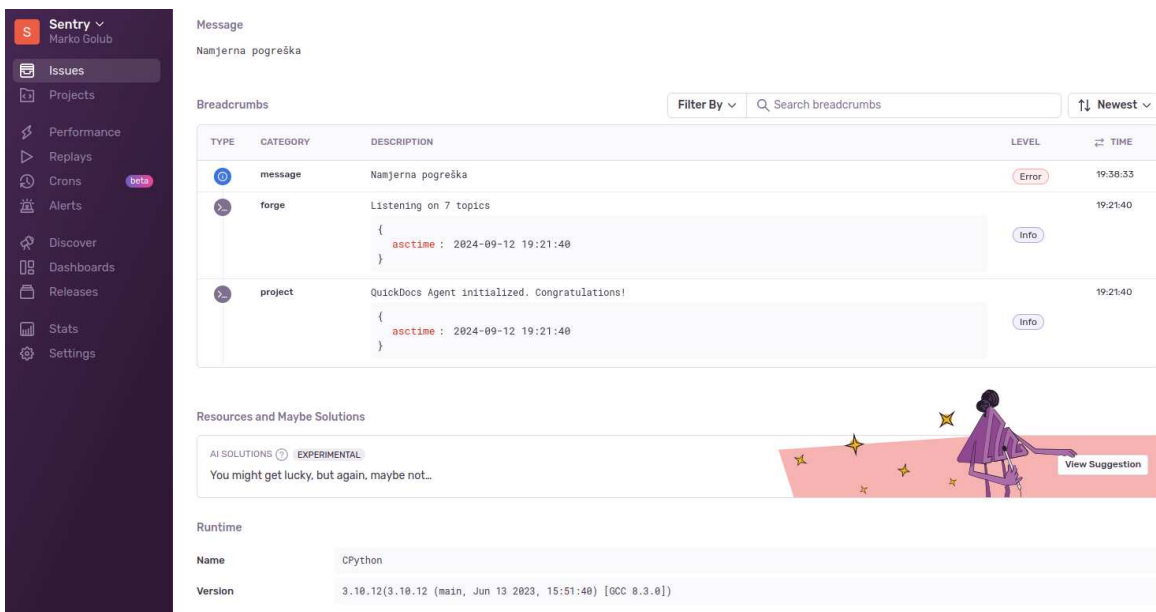 S
Sentry
Marko Golub
Issues
Projects
Performance
Replays
Crons beta
Alerts
Discover
Dashboards
Releases
Stats
Settings
Message
Namjerna pogreška
Breadcrumbs
Filter By
Search breadcrumbs
Newest
TYPE CATEGORY DESCRIPTION LEVEL TIME
message Namjerna pogreška Error 19:38:33
forge Listening on 7 topics Info 19:21:40
{
asctime : 2024-09-12 19:21:40
}
project QuickDocs Agent initialized. Congratulations! Info 19:21:40
{
asctime : 2024-09-12 19:21:40
}
Resources and Maybe Solutions
AI SOLUTIONS ? EXPERIMENTAL
You might get lucky, but again, maybe not…
View Suggestion
Runtime
Name CPython
Version 3.10.12(3.10.12 (main, Jun 13 2023, 15:51:40) [GCC 8.3.0])